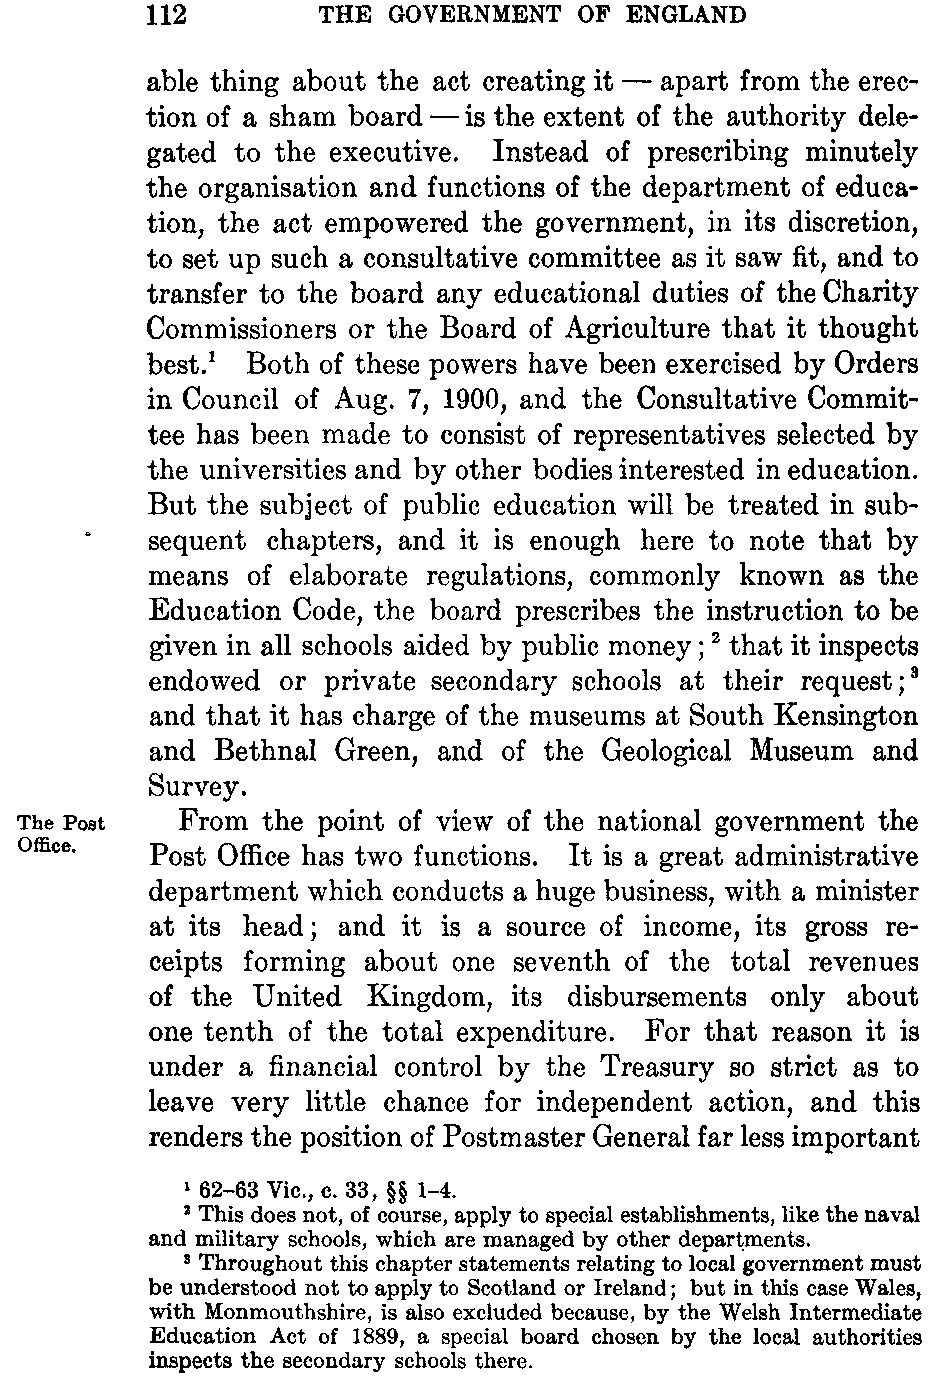 112 THE GOVERNMENT OF ENGLAND
able thing about the act creating it — apart from the erec-
tion of a sham board — is the extent of the authority dele-
gated to the executive. Instead of prescribing minutely
the organisation and functions of the department of educa-
tion, the act empowered the government, in its discretion,
to set up such a consultative committee as it saw fit, and to
transfer to the board any educational duties of the Charity
Commissioners or the Board of Agriculture that it thought
best.¹ Both of these powers have been exercised by Orders
in Council of Aug. 7, 1900, and the Consultative Commit-
tee has been made to consist of representatives selected by
the universities and by other bodies interested in education.
But the subject of public education will be treated in sub-
sequent chapters, and it is enough here to note that by
means of elaborate regulations, commonly known as the
Education Code, the board prescribes the instruction to be
given in all schools aided by public money;² that it inspects
endowed or private secondary schools at their request;³
and that it has charge of the museums at South Kensington
and Bethnal Green, and of the Geological Museum and
Survey.
The Post
Office.
From the point of view of the national government the
Post Office has two functions. It is a great administrative
department which conducts a huge business, with a minister
at its head; and it is a source of income, its gross re-
ceipts forming about one seventh of the total revenues
of the United Kingdom, its disbursements only about
one tenth of the total expenditure. For that reason it is
under a financial control by the Treasury so strict as to
leave very little chance for independent action, and this
renders the position of Postmaster General far less important
¹ 62–63 Vic., c. 33, §§ 1–4.
² This does not, of course, apply to special establishments, like the naval
and military schools, which are managed by other departments.
³ Throughout this chapter statements relating to local government must
be understood not to apply to Scotland or Ireland; but in this case Wales,
with Monmouthshire, is also excluded because, by the Welsh Intermediate
Education Act of 1889, a special board chosen by the local authorities
inspects the secondary schools there.